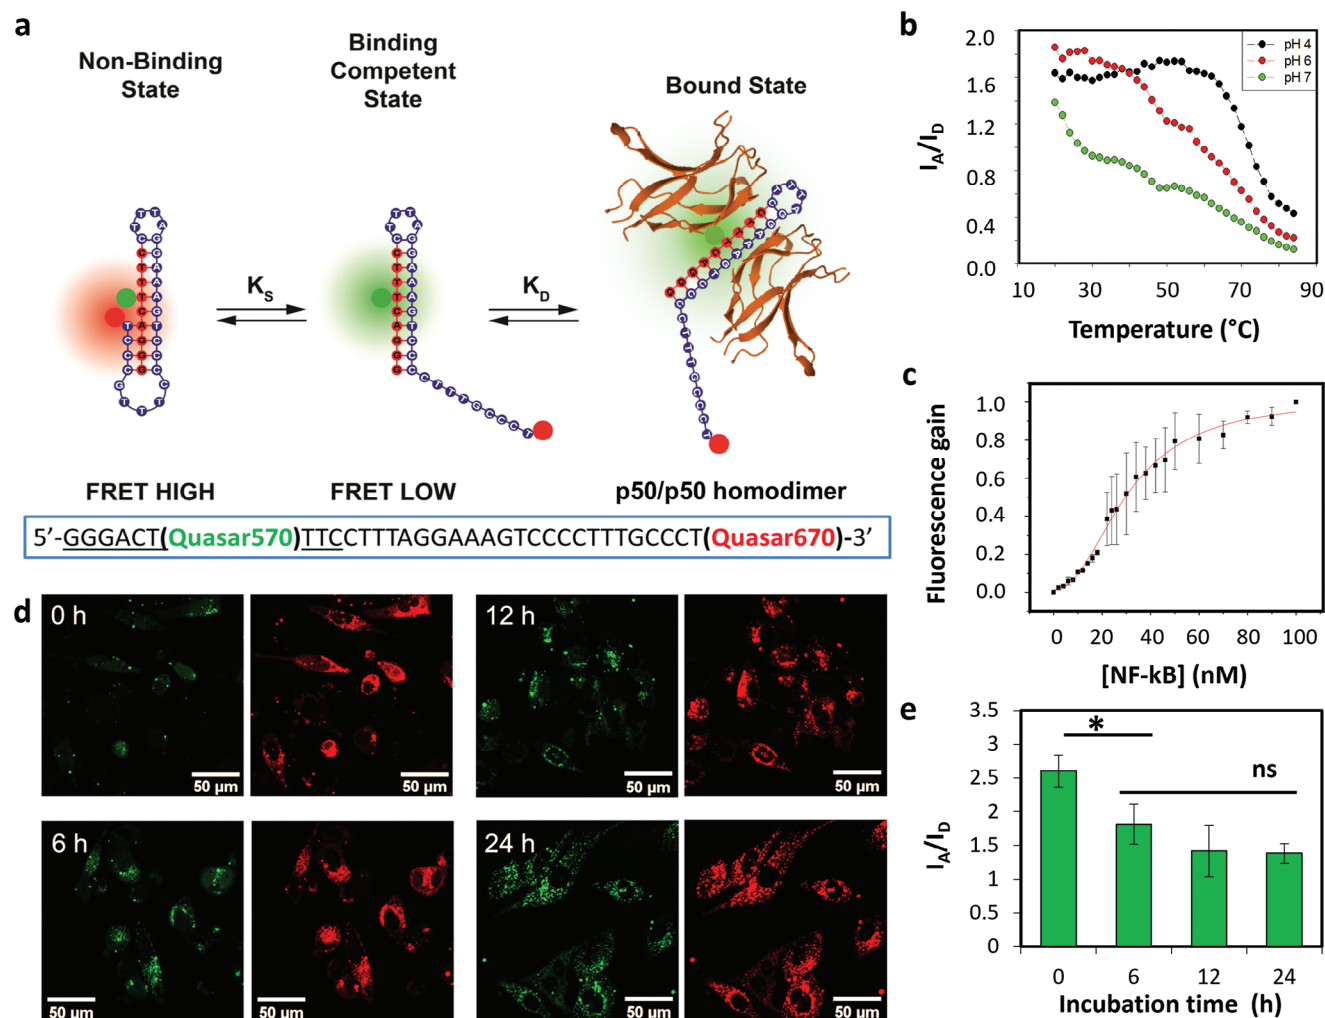 a
Non-Binding
State
Binding
Competent
State
Bound State
K_S
K_D
FRET HIGH
FRET LOW
p50/p50 homodimer
5’-GGGACT(Quasar570)TTCCTTTAGGAAAGTCCCCTTTGCCCT(Quasar670)-3’
b
I_A/I_D
2.0
1.6
1.2
0.8
0.4
0.0
pH 4
pH 6
pH 7
10 30 50 70 90
Temperature (°C)
c
Fluorescence gain
1.0
0.8
0.6
0.4
0.2
0.0
0 20 40 60 80 100
[NF-kB] (nM)
d
0 h
50 µm
50 µm
12 h
50 µm
50 µm
6 h
50 µm
50 µm
24 h
50 µm
50 µm
e
I_A/I_D
3.5
3
2.5
2
1.5
1
0.5
0
*
ns
0 6 12 24
Incubation time (h)